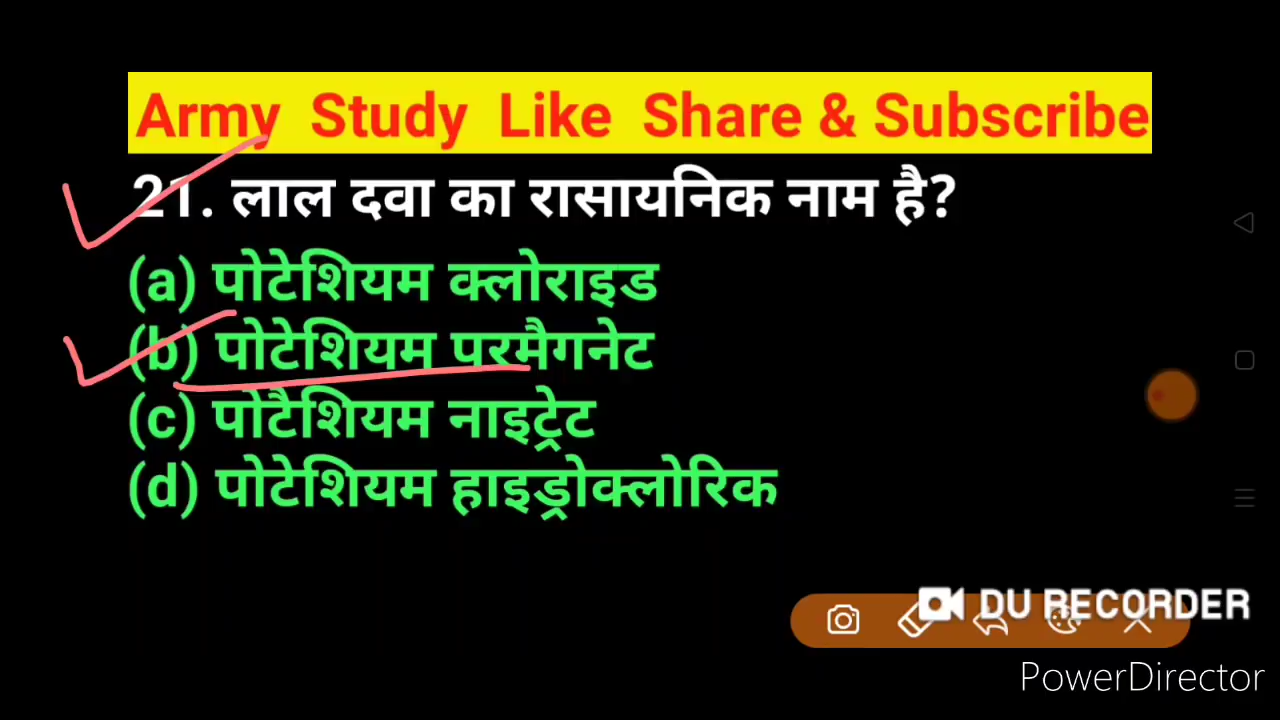 Army Study Like Share & Subscribe
21. लाल दवा का रासायनिक नाम है?
(a) पोटेशियम क्लोराइड
(b) पोटेशियम परमैगनेट
(c) पोटैशियम नाइट्रेट
(d) पोटेशियम हाइड्रोक्लोरिक
DU RECORDER
PowerDirector